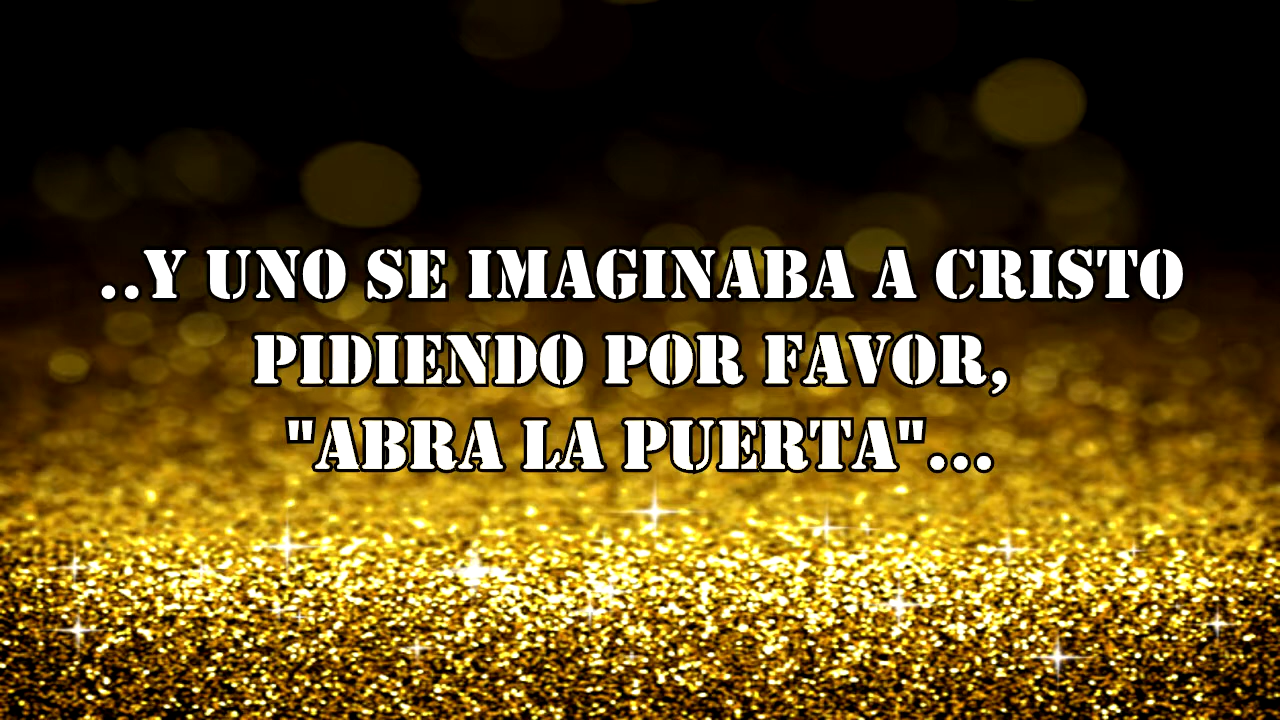 ..Y UNO SE IMAGINABA A CRISTO
PIDIENDO POR FAVOR,
"ABRA LA PUERTA"...